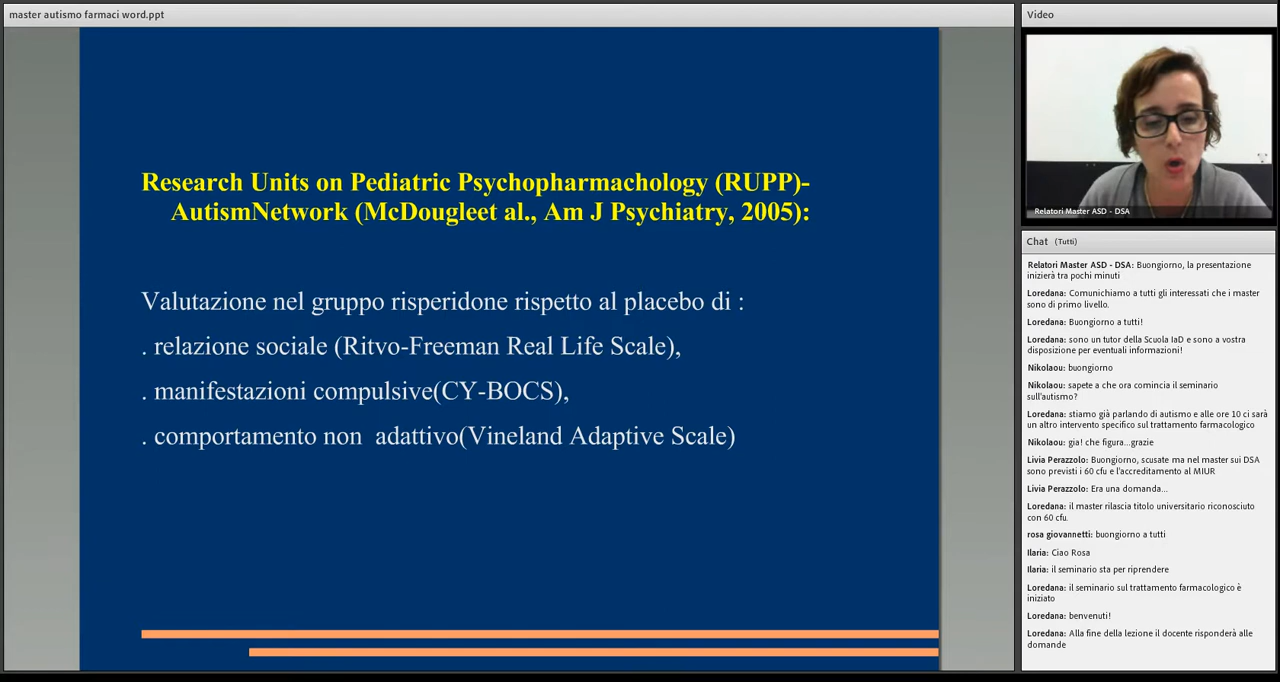 master autismo farmaci word.ppt
Research Units on Pediatric Psychopharmachology (RUPP)-
AutismNetwork (McDougleet al., Am J Psychiatry, 2005):
Valutazione nel gruppo risperidone rispetto al placebo di :
. relazione sociale (Ritvo-Freeman Real Life Scale),
. manifestazioni compulsive(CY-BOCS),
. comportamento non adattivo(Vineland Adaptive Scale)
Video
Relatori Master ASD - DSA
Chat (Tutti)
Relatori Master ASD - DSA: Buongiorno, la presentazione
inizierà tra pochi minuti
Loredana: Comunichiamo a tutti gli interessati che i master
sono di primo livello.
Loredana: Buongiorno a tutti!
Loredana: sono un tutor della Scuola IaD e sono a vostra
disposizione per eventuali informazioni!
Nikolaou: buongiorno
Nikolaou: sapete a che ora comincia il seminario
sull'autismo?
Loredana: stiamo già parlando di autismo e alle ore 10 ci sarà
un altro intervento specifico sul trattamento farmacologico
Nikolaou: gia! che figura...grazie
Livia Perazzolo: Buongiorno, scusate ma nel master sui DSA
sono previsti i 60 cfu e l'accreditamento al MIUR
Livia Perazzolo: Era una domanda...
Loredana: il master rilascia titolo universitario riconosciuto
con 60 cfu.
rosa giovannetti: buongiorno a tutti
Ilaria: Ciao Rosa
Ilaria: il seminario sta per riprendere
Loredana: il seminario sul trattamento farmacologico è
iniziato
Loredana: benvenuti!
Loredana: Alla fine della lezione il docente risponderà alle
domande